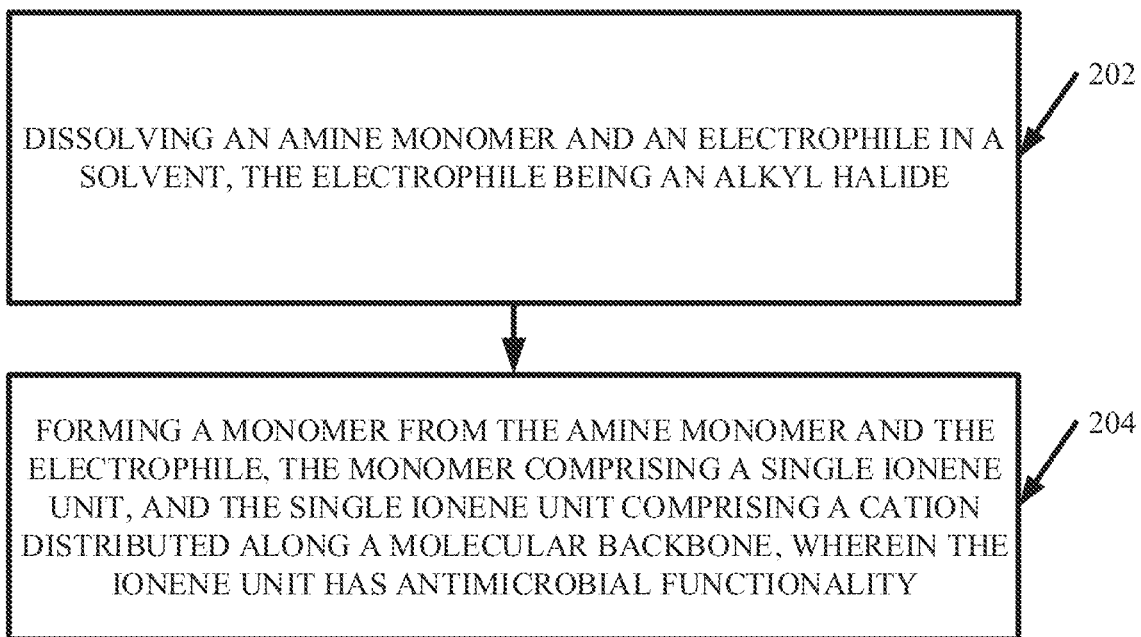 DISSOLVING AN AMINE MONOMER AND AN ELECTROPHILE IN A
SOLVENT, THE ELECTROPHILE BEING AN ALKYL HALIDE
202
FORMING A MONOMER FROM THE AMINE MONOMER AND THE
ELECTROPHILE, THE MONOMER COMPRISING A SINGLE IONENE
UNIT, AND THE SINGLE IONENE UNIT COMPRISING A CATION
DISTRIBUTED ALONG A MOLECULAR BACKBONE, WHEREIN THE
IONENE UNIT HAS ANTIMICROBIAL FUNCTIONALITY
204